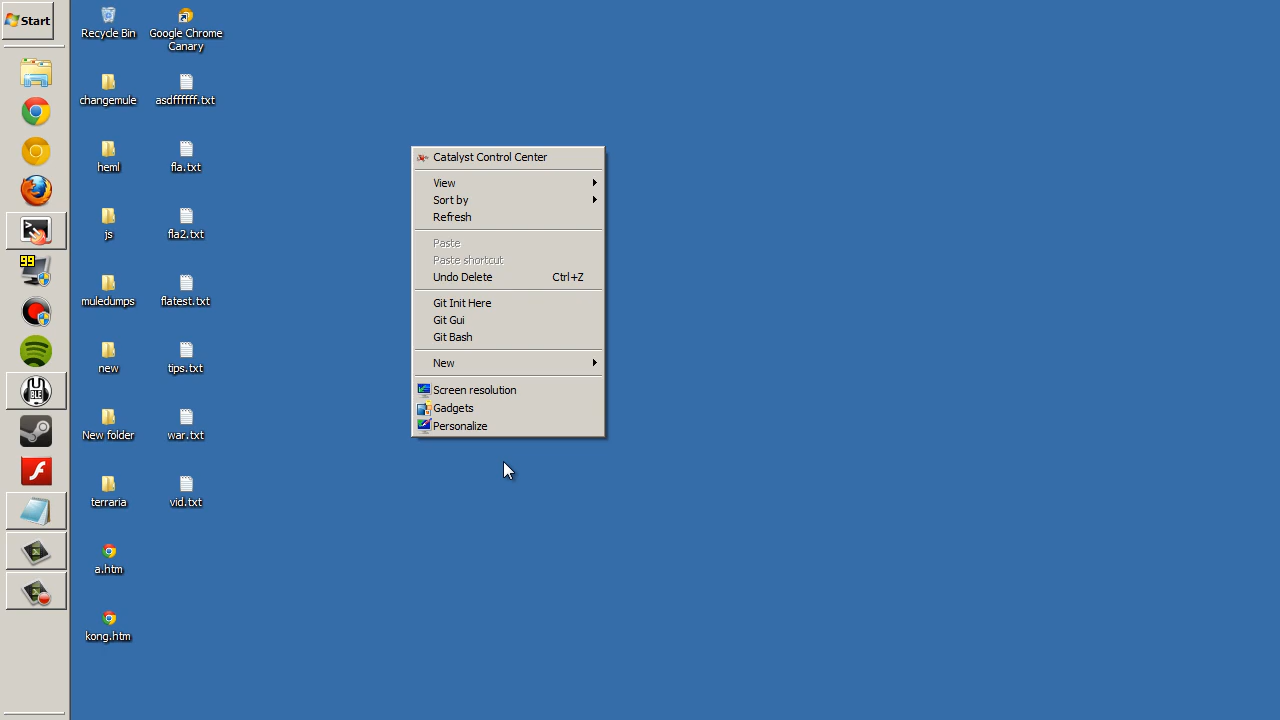 Start
Recycle Bin
Google Chrome
Canary
changemule
asdffffff.txt
heml
fla.txt
js
fla2.txt
muledumps
flatest.txt
new
tips.txt
New folder
war.txt
terraria
vid.txt
a.htm
kong.htm
99
BLE
Catalyst Control Center
View
Sort by
Refresh
Paste
Paste shortcut
Undo Delete Ctrl+Z
Git Init Here
Git Gui
Git Bash
New
Screen resolution
Gadgets
Personalize